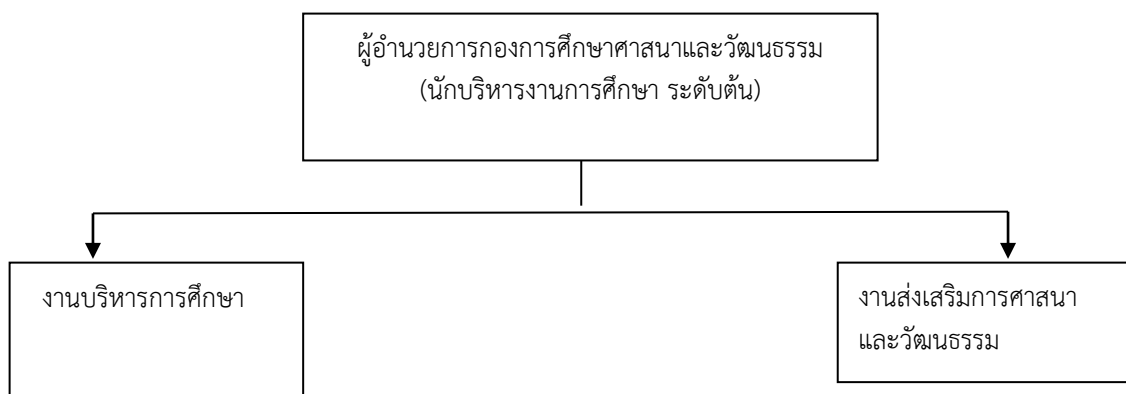 ผู้อำนวยการกองการศึกษาศาสนาและวัฒนธรรม
(นักบริหารงานการศึกษา ระดับต้น)
งานบริหารการศึกษา
งานส่งเสริมการศาสนา
และวัฒนธรรม